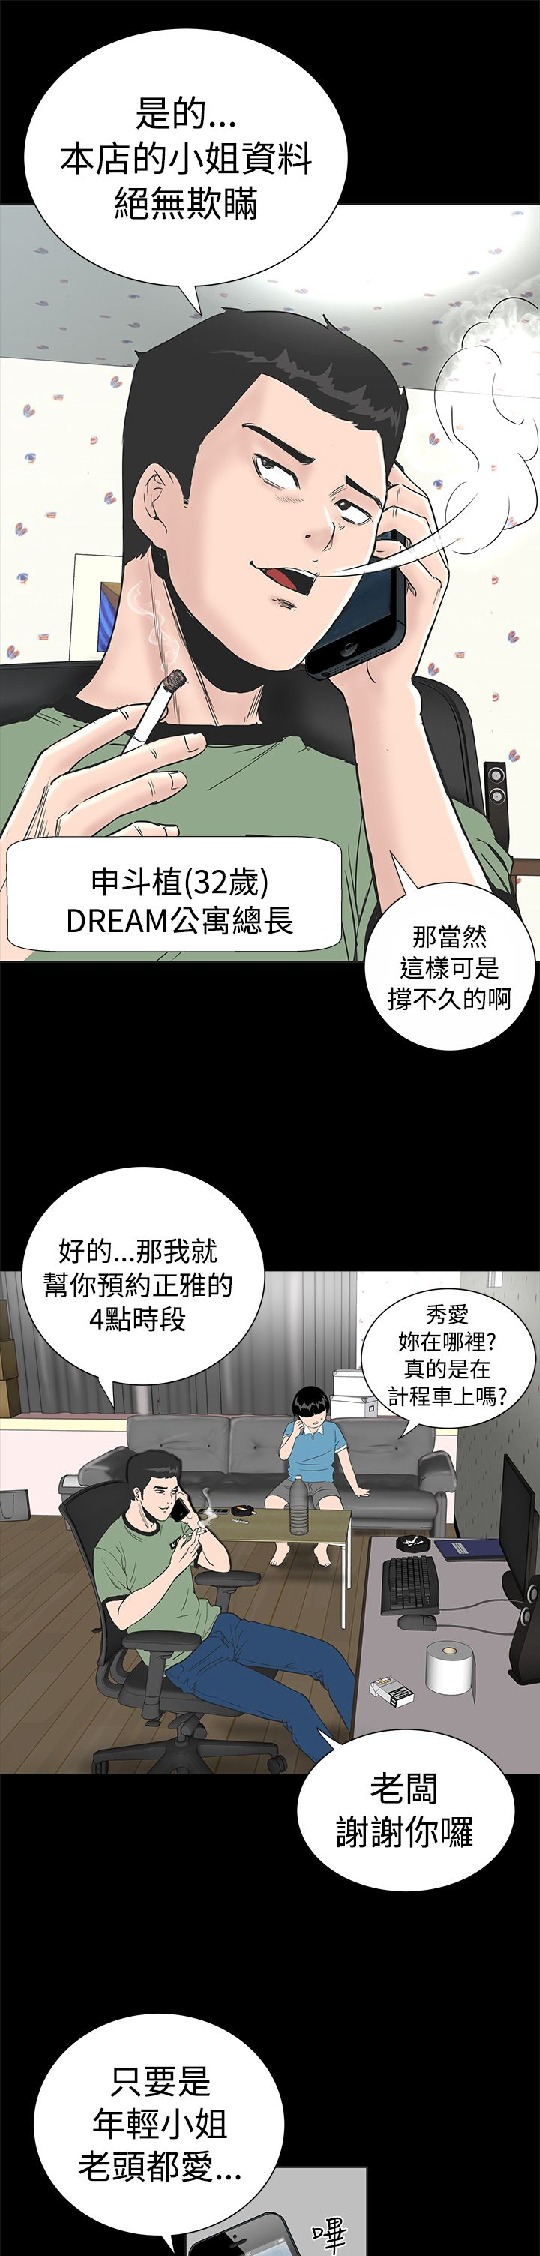 是的...
本店的小姐資料
絕無欺瞞
申斗植(32歲)
DREAM公寓總長
那當然
這樣可是
撐不久的啊
好的...那我就
幫你預約正雅的
4點時段
秀愛
妳在哪裡?
真的是在
計程車上嗎?
老闆
謝謝你囉
只要是
年輕小姐
老頭都愛...
嗶